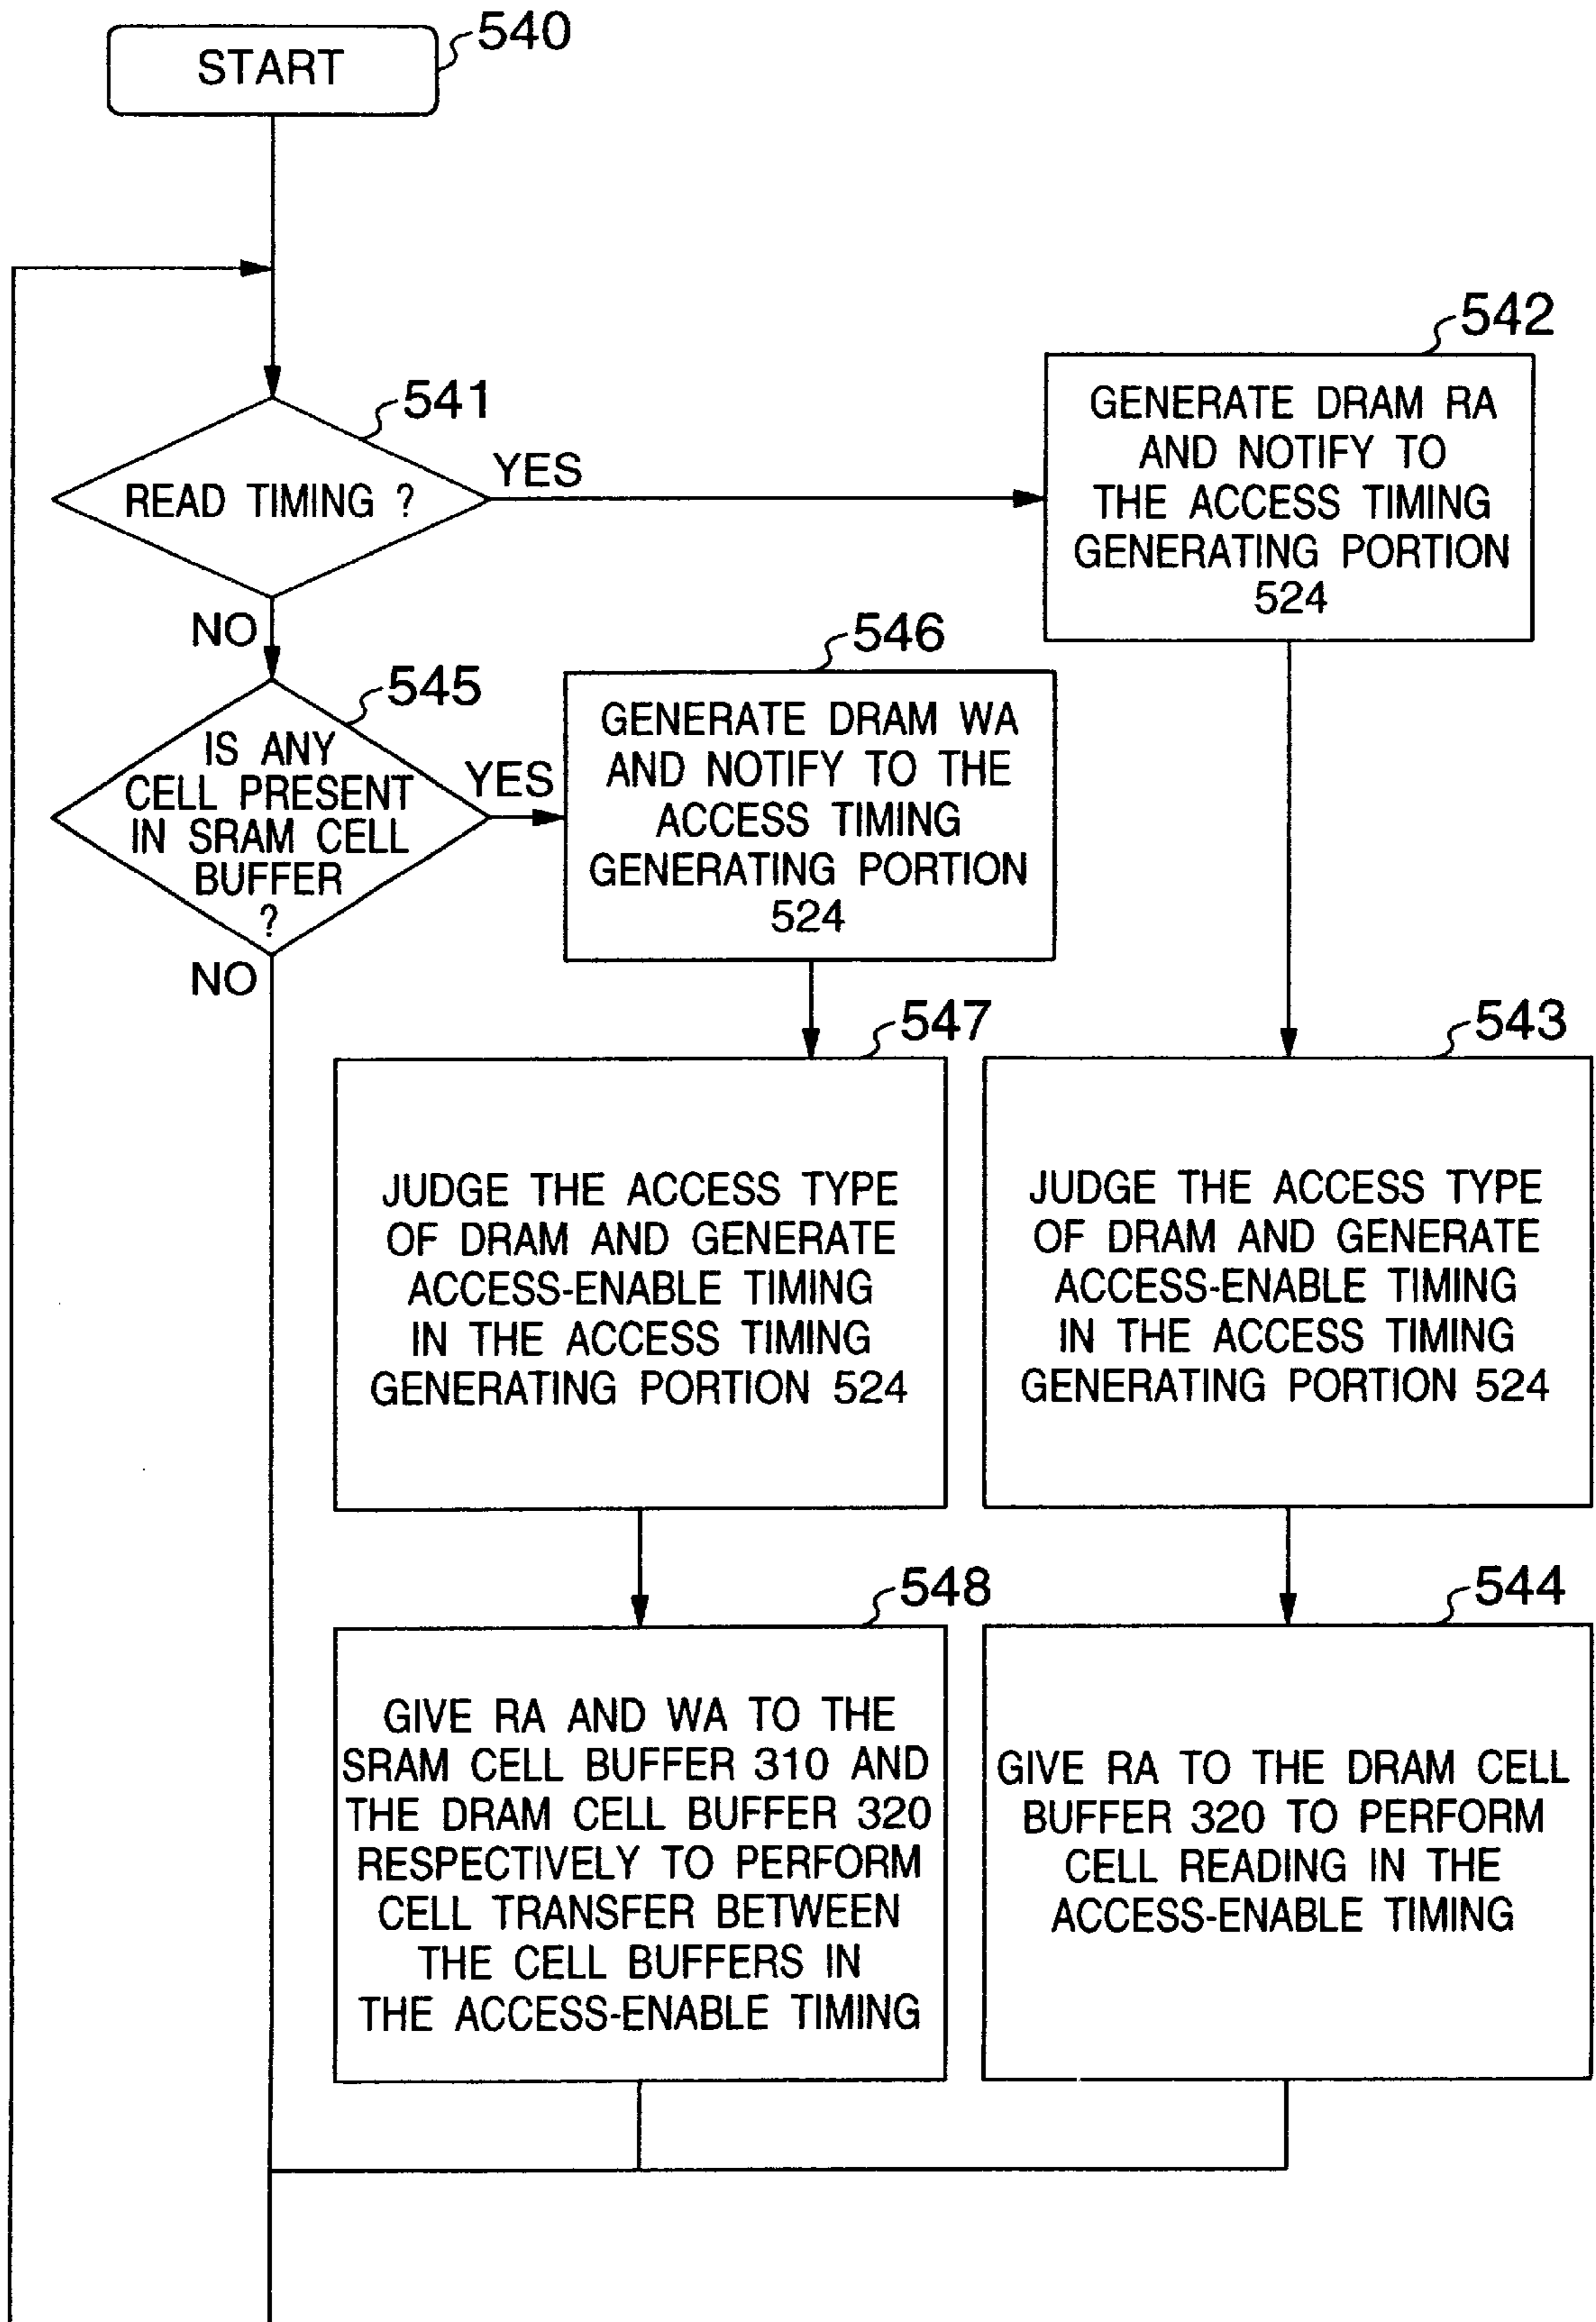 START
540
541
READ TIMING ?
YES
NO
542
GENERATE DRAM RA
AND NOTIFY TO
THE ACCESS TIMING
GENERATING PORTION
524
545
IS ANY
CELL PRESENT
IN SRAM CELL
BUFFER
?
YES
NO
546
GENERATE DRAM WA
AND NOTIFY TO THE
ACCESS TIMING
GENERATING PORTION
524
547
JUDGE THE ACCESS TYPE
OF DRAM AND GENERATE
ACCESS-ENABLE TIMING
IN THE ACCESS TIMING
GENERATING PORTION 524
543
JUDGE THE ACCESS TYPE
OF DRAM AND GENERATE
ACCESS-ENABLE TIMING
IN THE ACCESS TIMING
GENERATING PORTION 524
548
GIVE RA AND WA TO THE
SRAM CELL BUFFER 310 AND
THE DRAM CELL BUFFER 320
RESPECTIVELY TO PERFORM
CELL TRANSFER BETWEEN
THE CELL BUFFERS IN
THE ACCESS-ENABLE TIMING
544
GIVE RA TO THE DRAM CELL
BUFFER 320 TO PERFORM
CELL READING IN THE
ACCESS-ENABLE TIMING